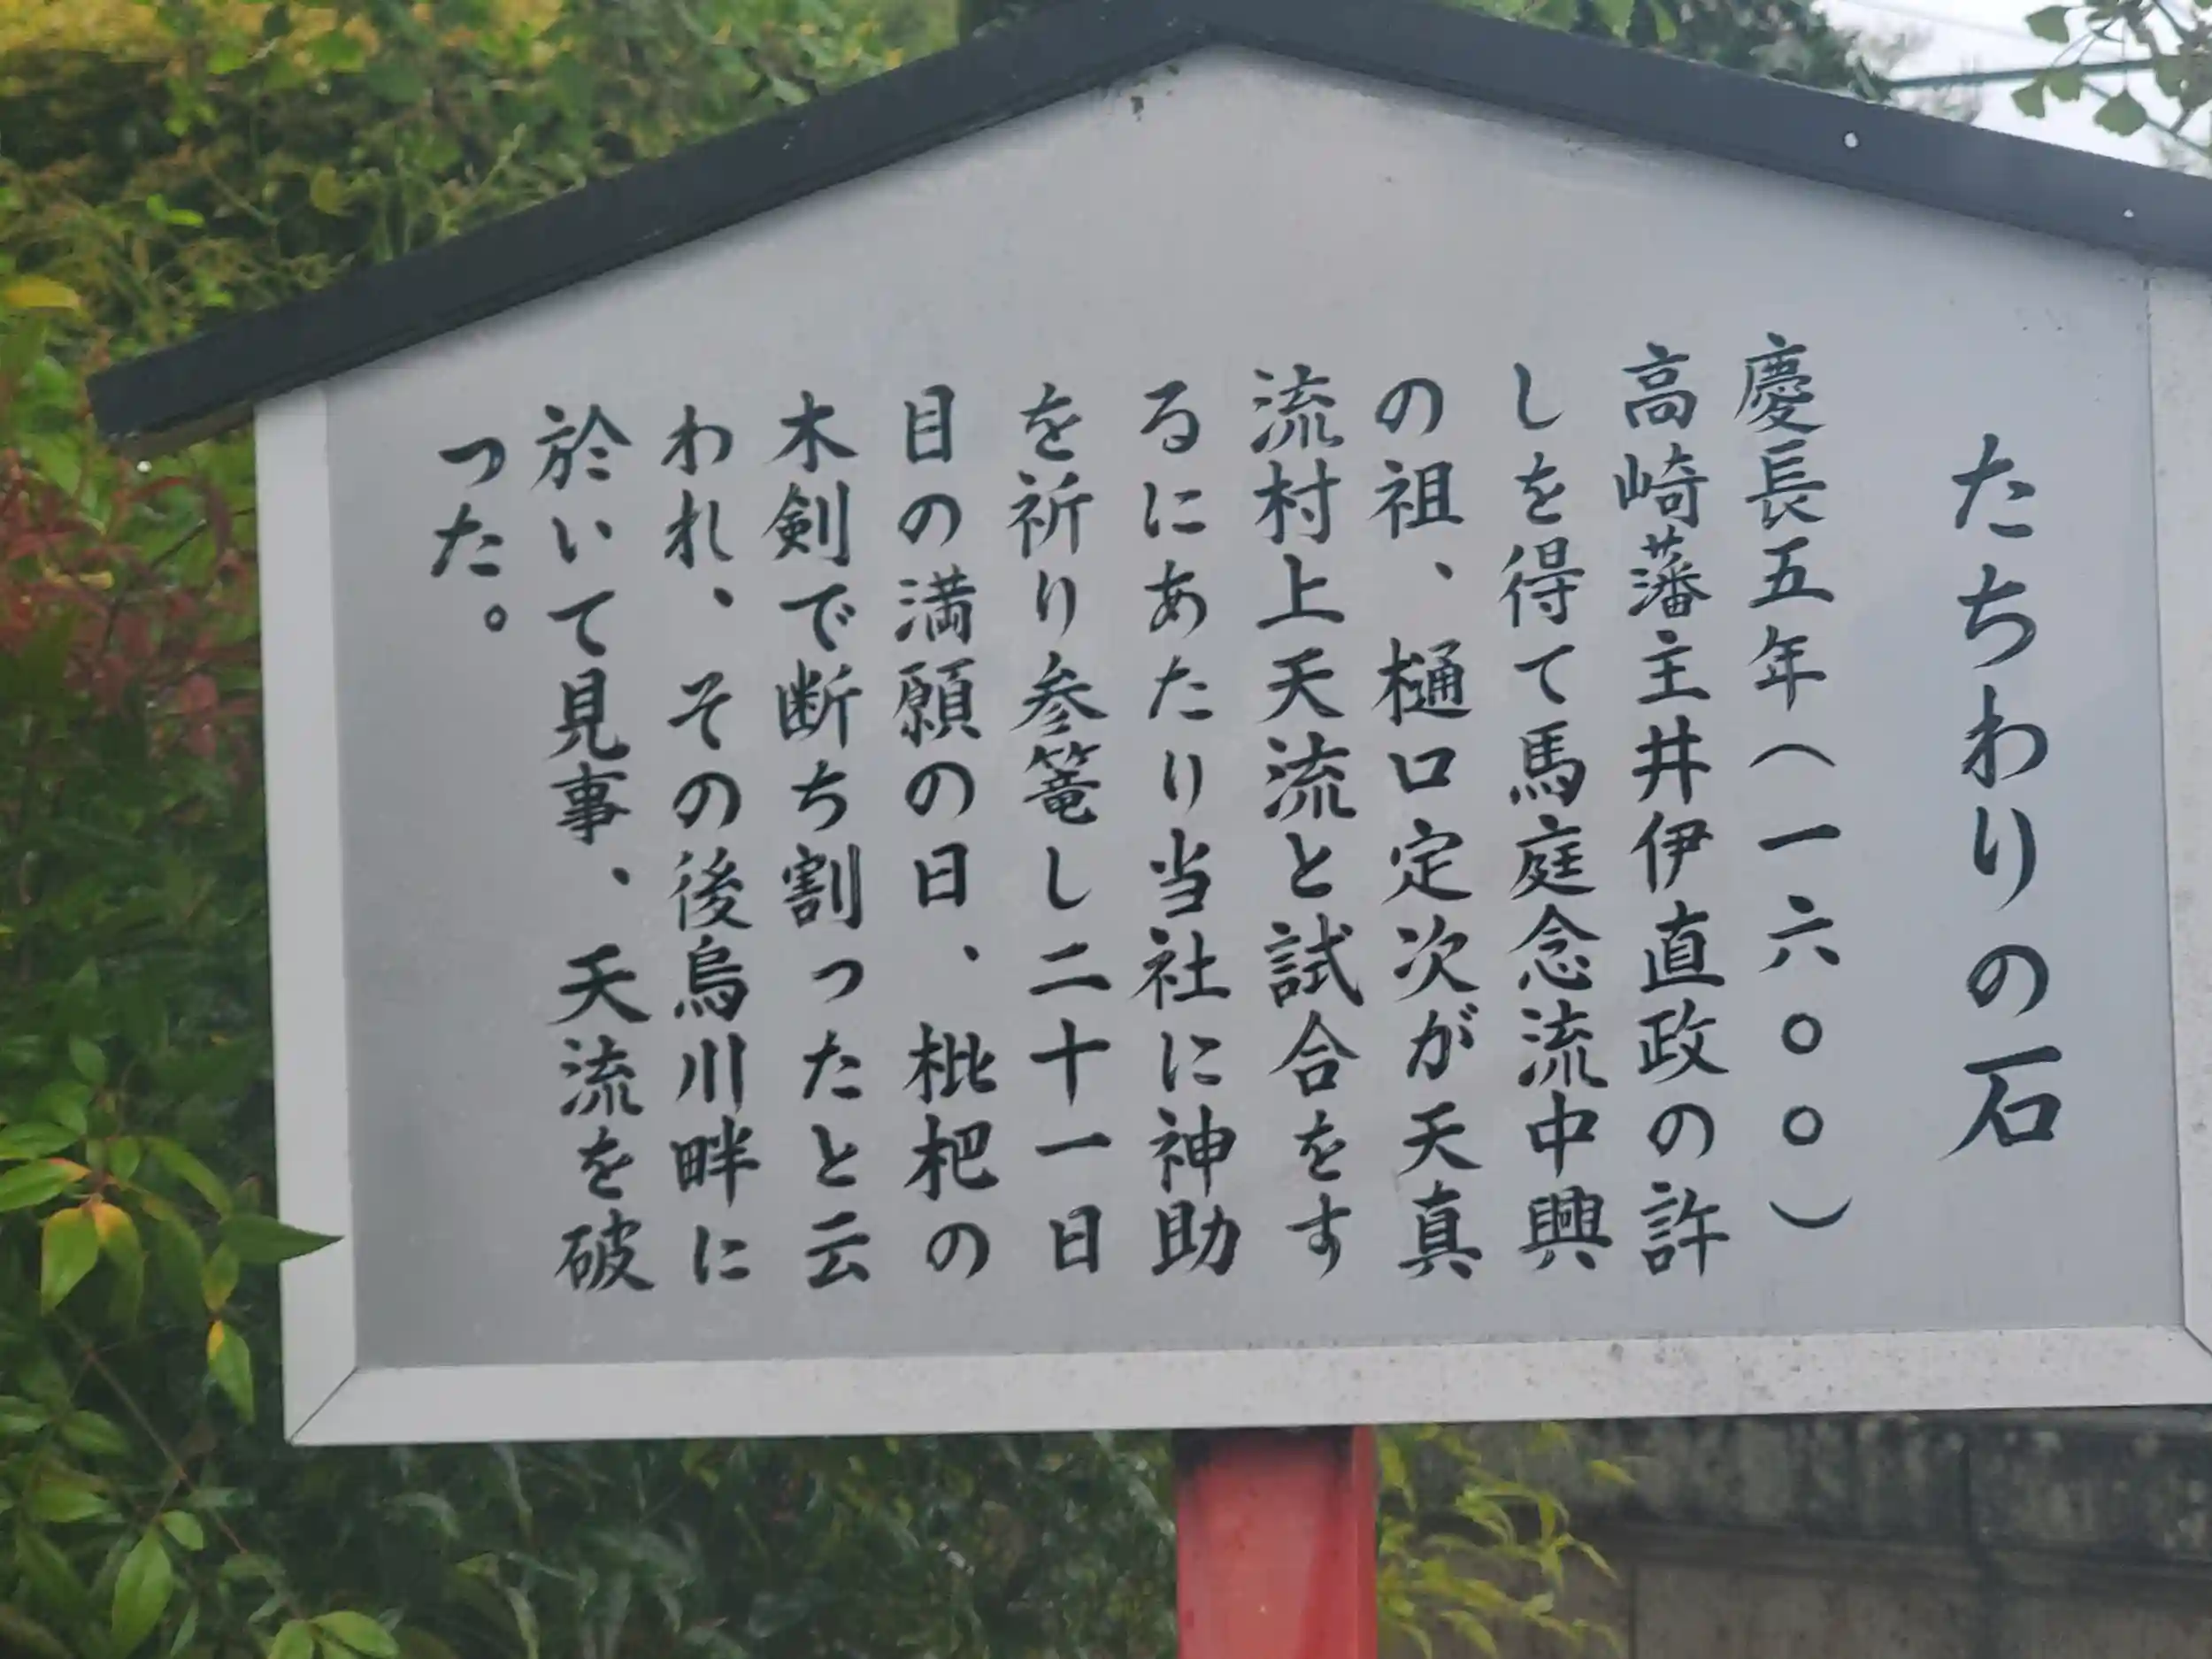 たちわりの石
慶長五年(一六〇〇)
高崎藩主井伊直政の許
しを得て馬庭念流中興
の祖、樋口定次が天真
流村上天流と試合をす
るにあたり当社に神助
を祈り参篭し二十一日
目の満願の日、枇杷の
木剣で断ち割ったと云
われ、その後烏川畔に
於いて見事、天流を破
った。